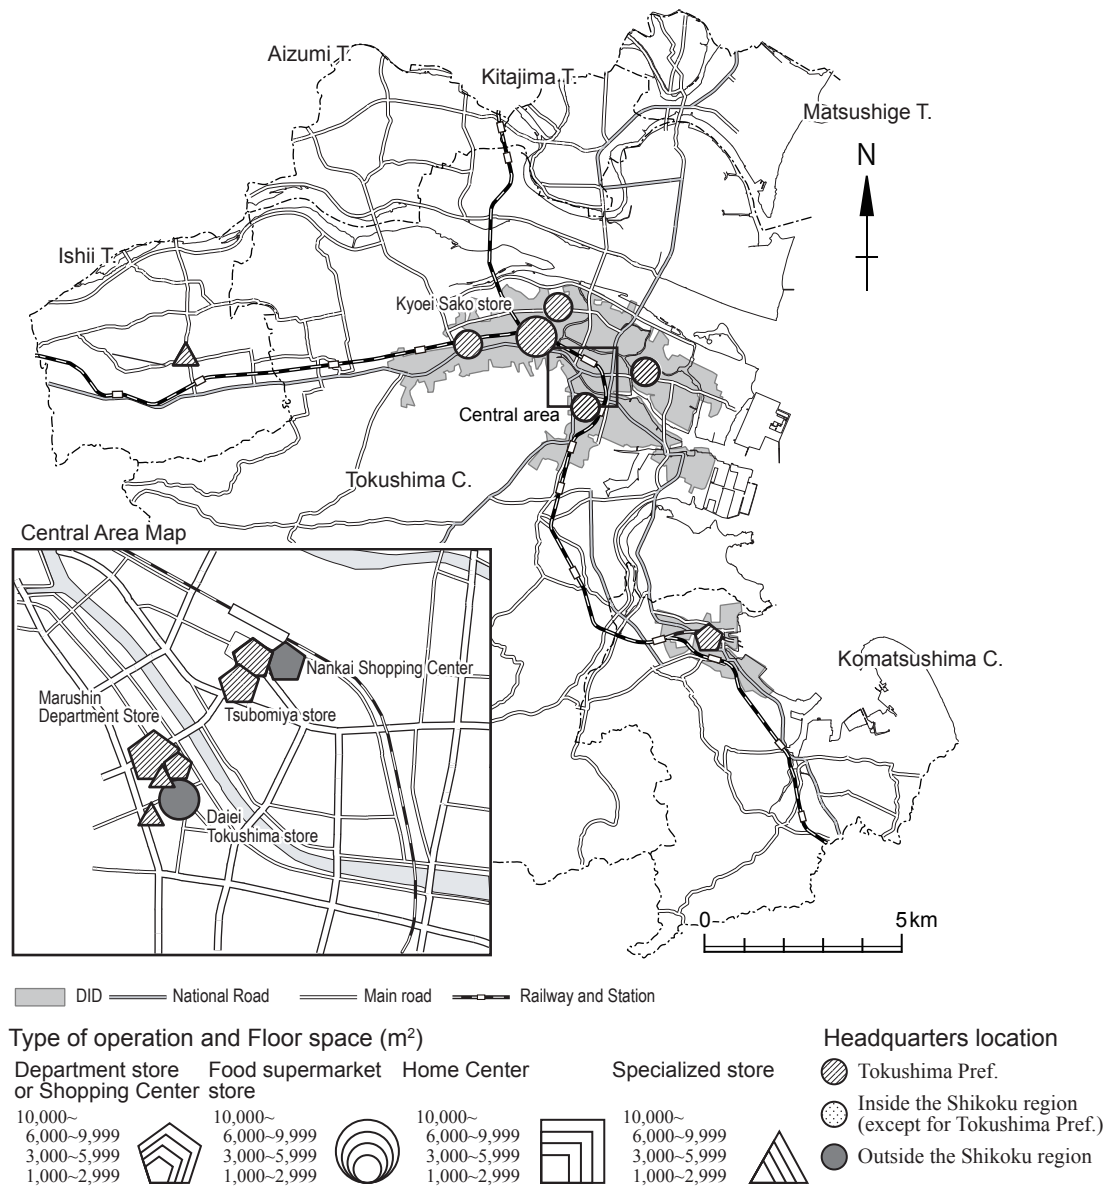 Aizumi T.
Kitajima T.
Matsushige T.
N
Ishii T.
Kyoei Sako store
Central area
Tokushima C.
Central Area Map
Nankai Shopping Center
Marushin
Department Store
Tsubomiya store
Daiei
Tokushima store
Komatsushima C.
0 5km
DID National Road Main road Railway and Station
Type of operation and Floor space (m²)
Department store
or Shopping Center
10,000~
6,000~9,999
3,000~5,999
1,000~2,999
Food supermarket
store
10,000~
6,000~9,999
3,000~5,999
1,000~2,999
Home Center
10,000~
6,000~9,999
3,000~5,999
1,000~2,999
Specialized store
10,000~
6,000~9,999
3,000~5,999
1,000~2,999
Headquarters location
Tokushima Pref.
Inside the Shikoku region
(except for Tokushima Pref.)
Outside the Shikoku region